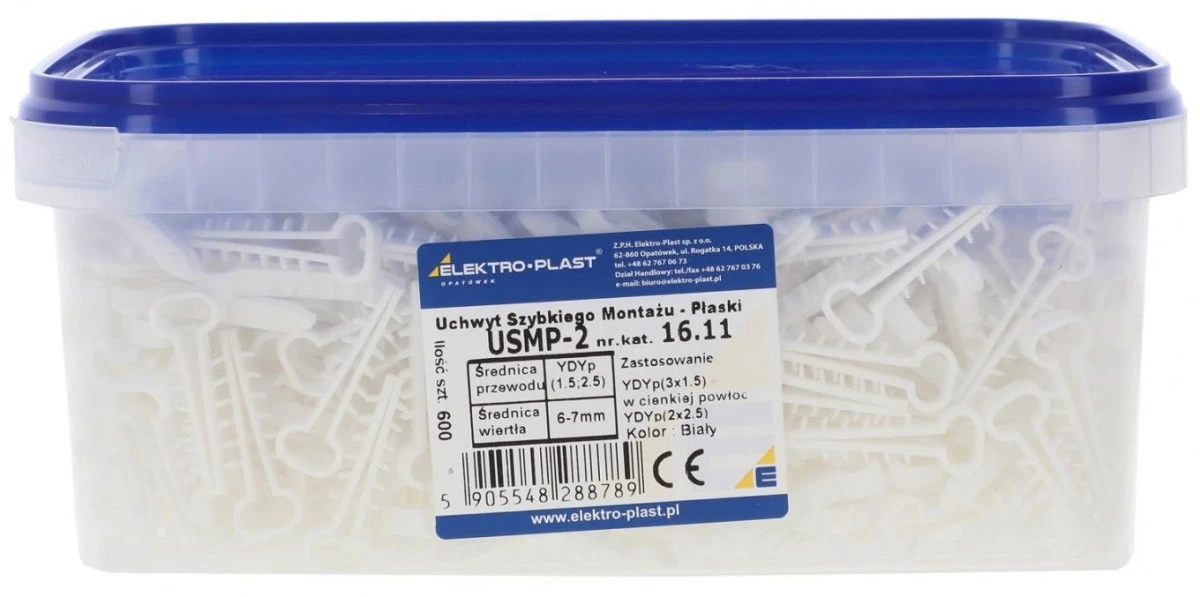 ELEKTRO-PLAST®
OPATÓWEK
Z.P.H. Elektro-Plast sp. z o.o.
62-860 Opatówek, ul. Rogatka 14, POLSKA
tel. +48 62 767 06 73
Dział Handlowy: tel./fax +48 62 767 03 76
e-mail: biuro@elektro-plast.pl
Uchwyt Szybkiego Montażu - Płaski
USMP-2 nr.kat. 16.11
Ilość szt. 600
Średnica przewodu
YDYp (1.5;2.5)
Średnica wiertła
6-7mm
Zastosowanie
YDYp(3x1.5) -
w cienkiej powłoc
YDYp(2x2.5)
Kolor : Biały
5 905548 288789
CE
E
www.elektro-plast.pl